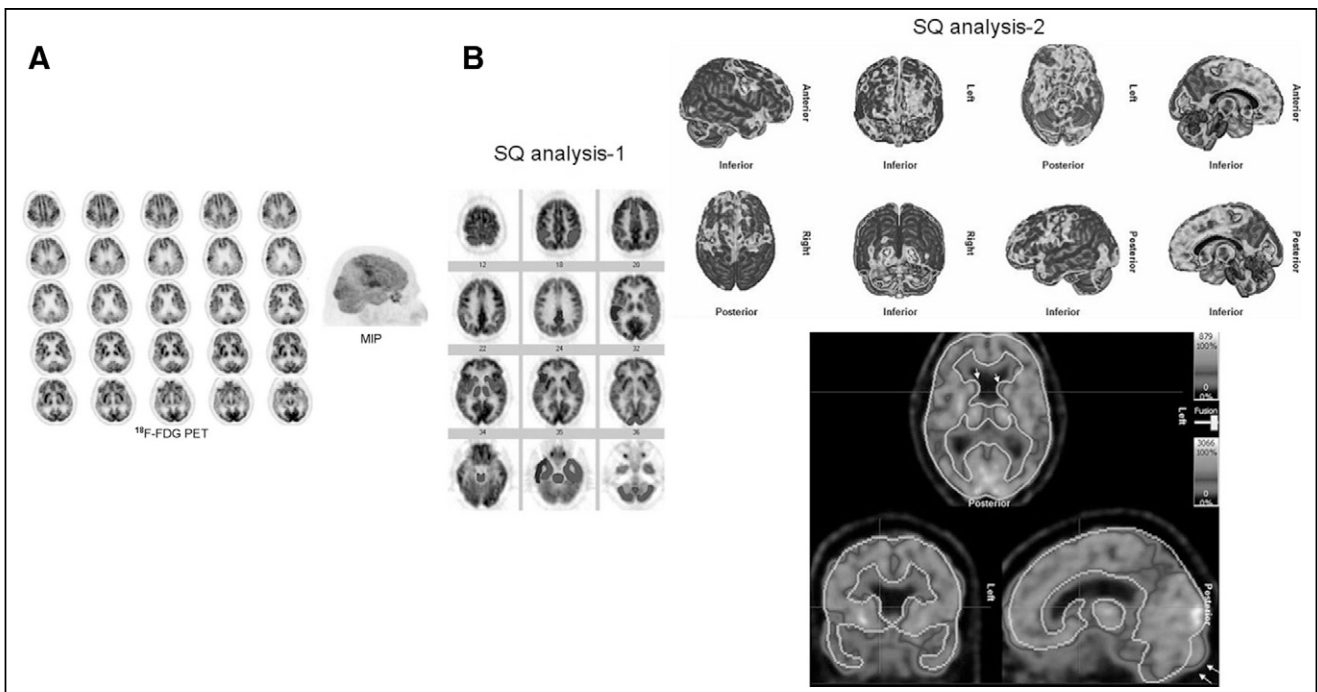 A
¹⁸F-FDG PET
MIP
B
SQ analysis-1
12
18
20
22
24
32
34
35
36
SQ analysis-2
Anterior
Inferior
Left
Inferior
Left
Posterior
Anterior
Inferior
Right
Posterior
Right
Inferior
Posterior
Inferior
Posterior
Inferior
Posterior
Left
879
100%
0
0%
Fusion
3066
100%
0
0%
Left
Posterior